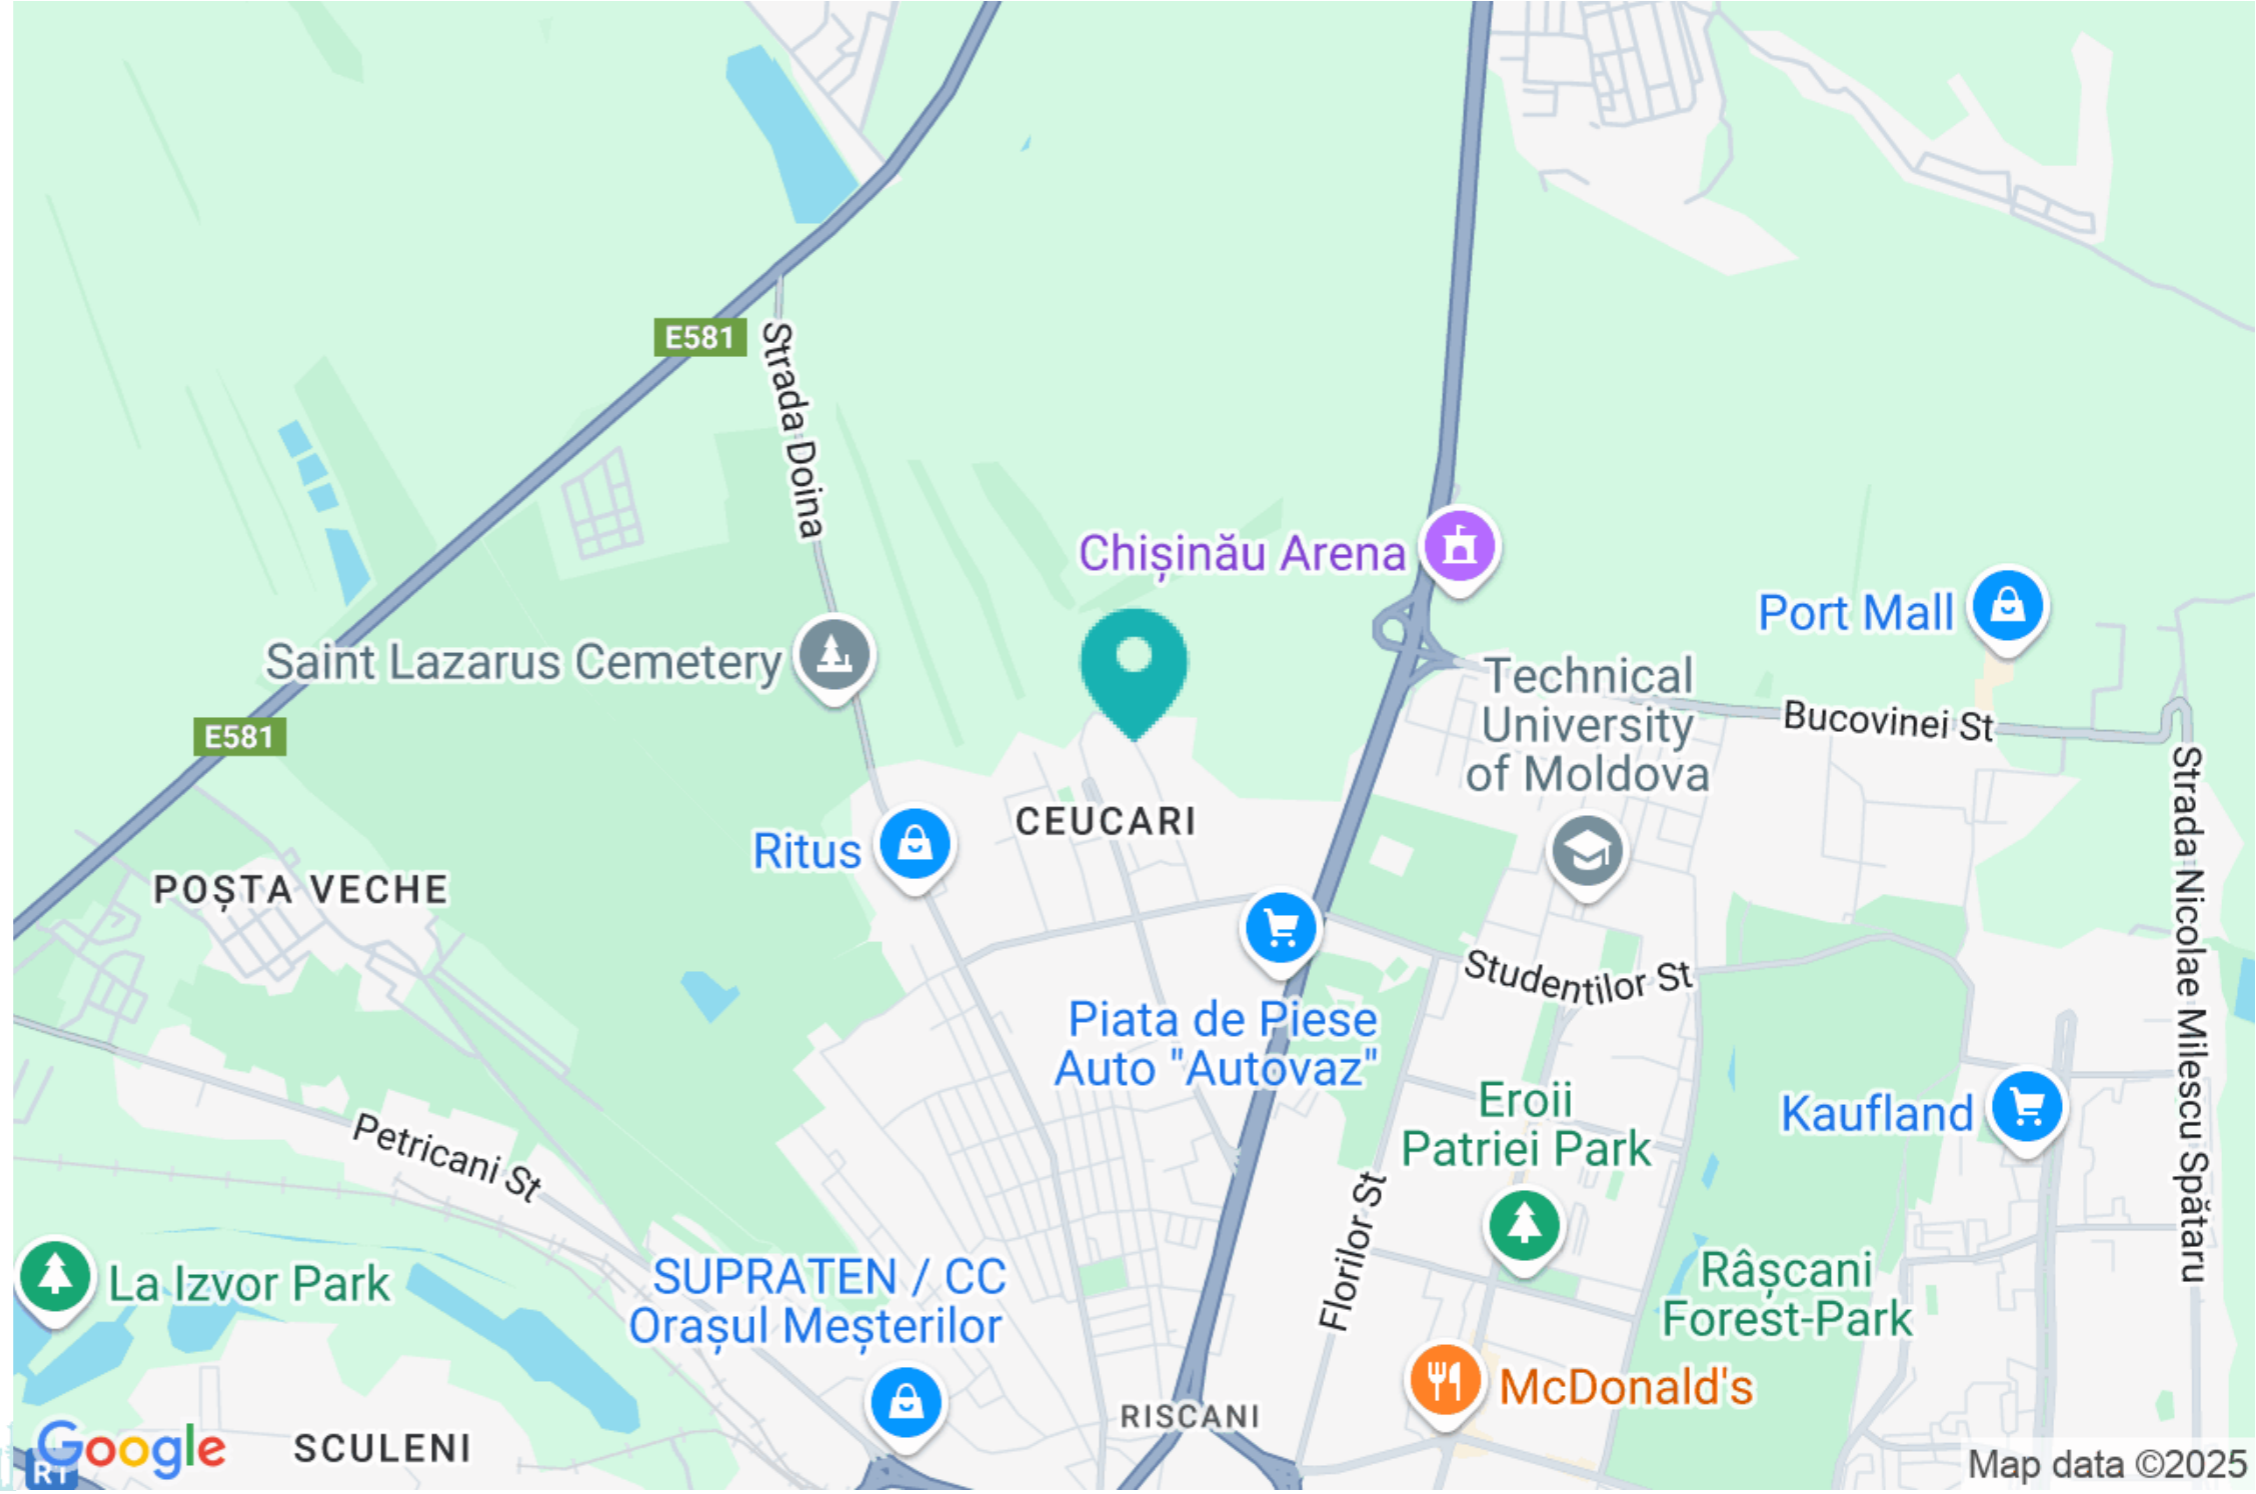 E581
Strada Doina
Chișinău Arena
Port Mall
Saint Lazarus Cemetery
Technical
University
of Moldova
Bucovinei St
E581
CEUCARI
Ritus
POȘTA VECHE
Strada Nicolae Milescu Spătaru
Studentilor St
Piata de Piese
Auto "Autovaz"
Eroii
Patriei Park
Kaufland
Petricani St
Florilor St
La Izvor Park
SUPRATEN / CC
Orașul Meșterilor
Râșcani
Forest-Park
McDonald's
RISCANI
Google
R1
SCULENI
Map data ©2025